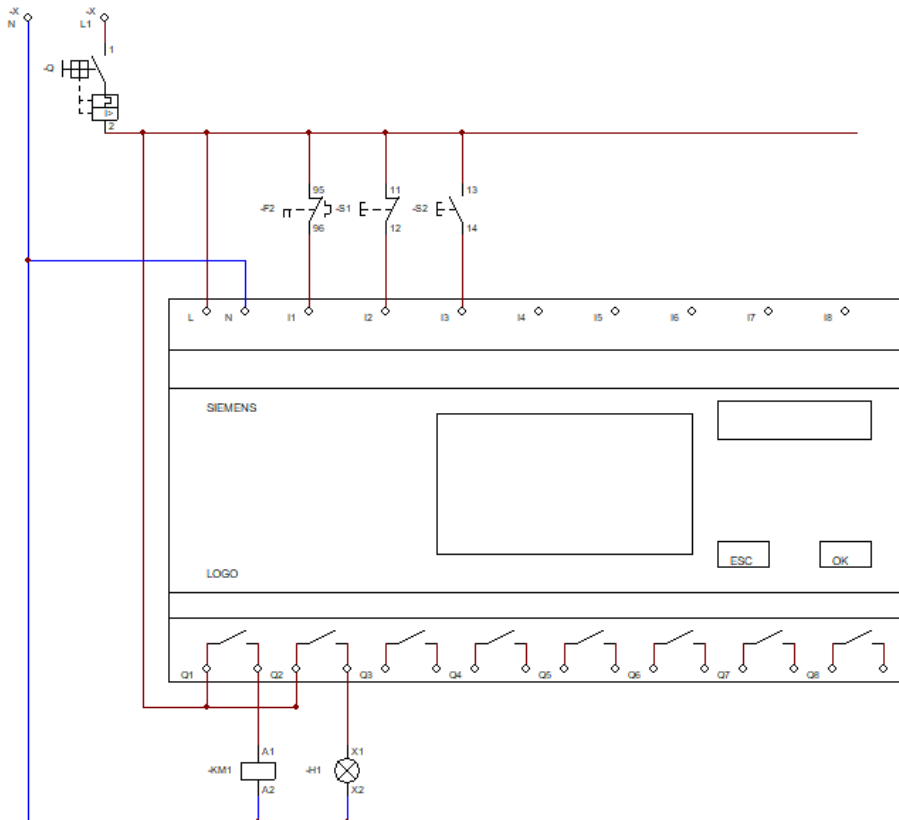 -X
N
-X
L1
1
-Q
I>
2
95
-F2
96
11
-S1
12
13
-S2
14
L
N
I1
I2
I3
I4
I5
I6
I7
I8
SIEMENS
ESC
OK
LOGO
Q1
Q2
Q3
Q4
Q5
Q6
Q7
Q8
A1
-KM1
A2
X1
-H1
X2